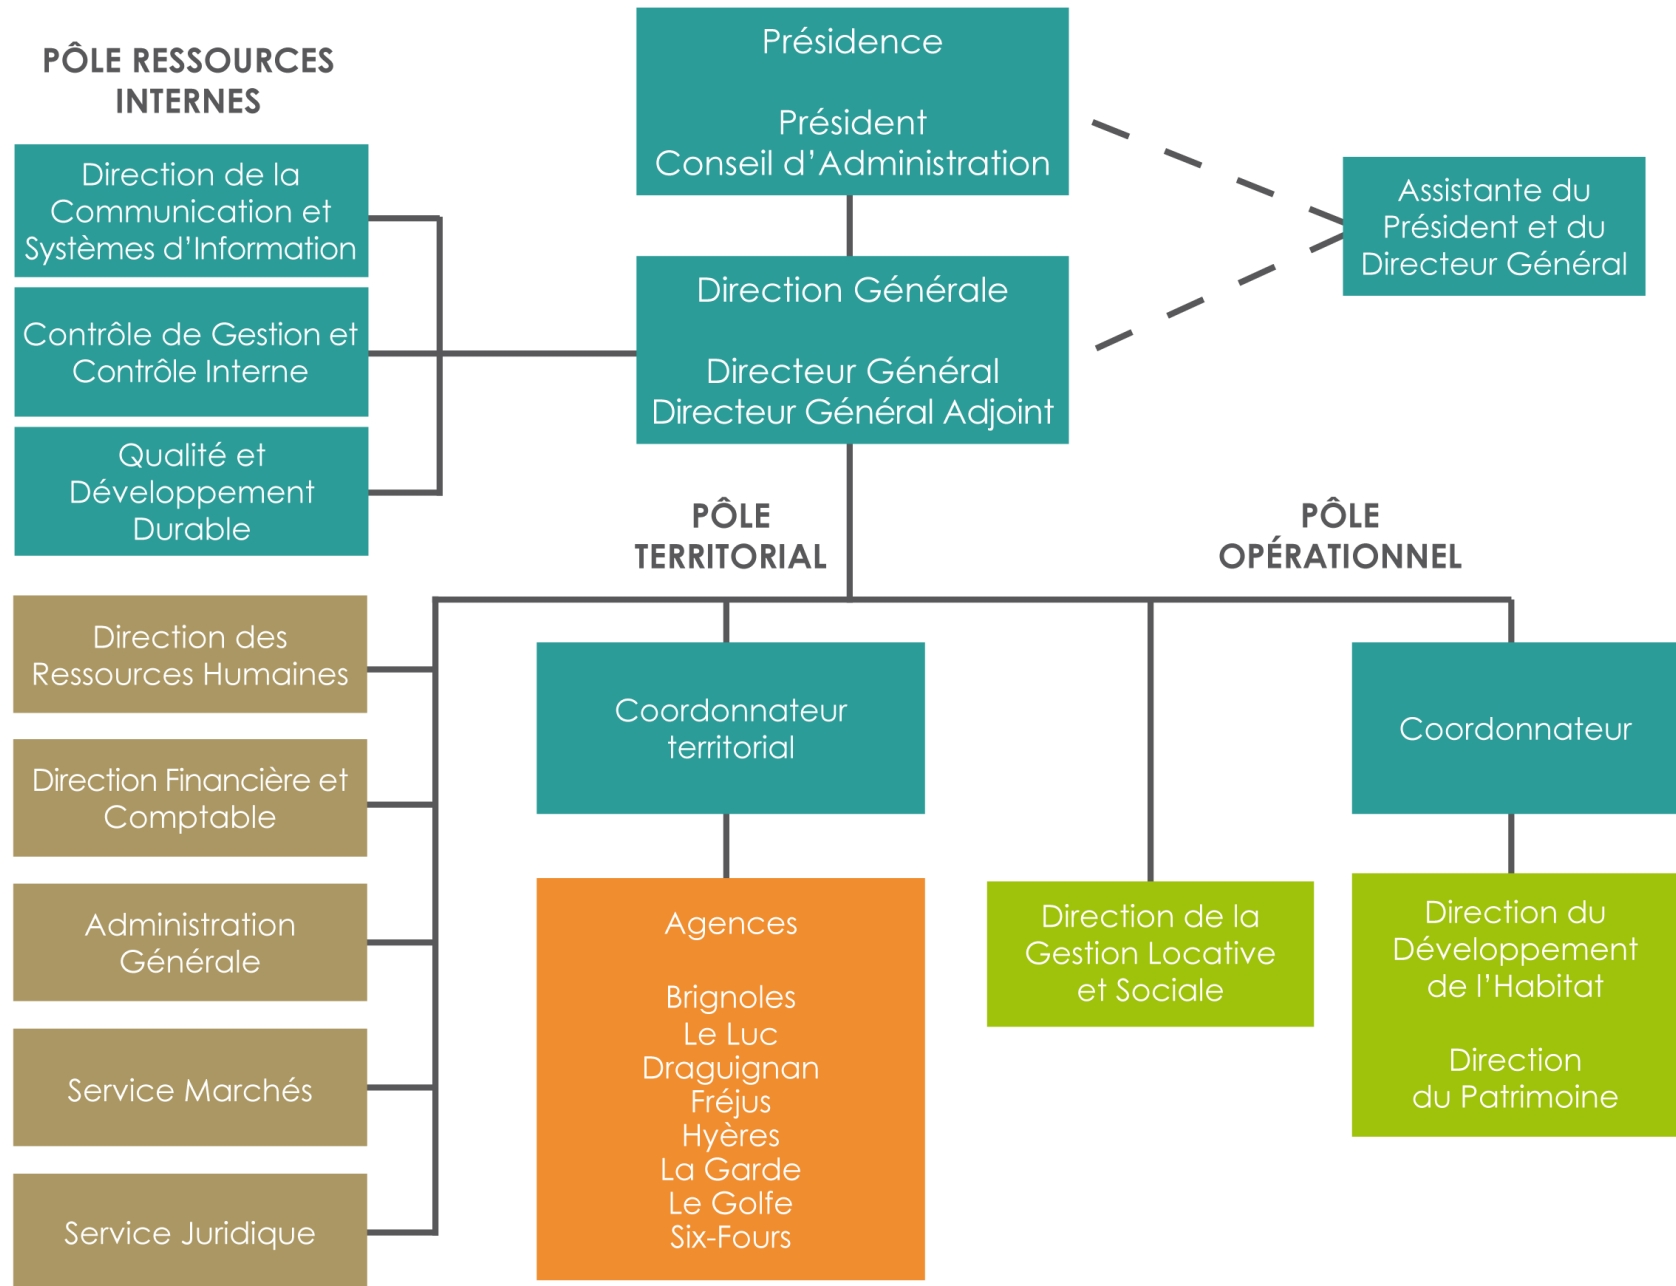 PÔLE RESSOURCES
INTERNES
Direction de la
Communication et
Systèmes d'Information
Contrôle de Gestion et
Contrôle Interne
Qualité et
Développement
Durable
Présidence
Président
Conseil d'Administration
Direction Générale
Directeur Général
Directeur Général Adjoint
Assistante du
Président et du
Directeur Général
Direction des
Ressources Humaines
Direction Financière et
Comptable
Administration
Générale
Service Marchés
Service Juridique
PÔLE
TERRITORIAL
Coordonnateur
territorial
Agences
Brignoles
Le Luc
Draguignan
Fréjus
Hyères
La Garde
Le Golfe
Six-Fours
PÔLE
OPÉRATIONNEL
Direction de la
Gestion Locative
et Sociale
Coordonnateur
Direction du
Développement
de l'Habitat
Direction
du Patrimoine